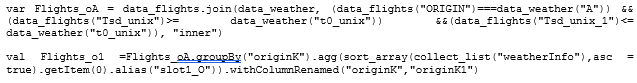 var Flights_oA = data_flights.join(data_weather, (data_flights("ORIGIN")===data_weather("A")) &&
(data_flights("Tsd_unix")>= data_weather("t0_unix")) &&(data_flights("Tsd_unix_1")<=
data_weather("t0_unix")), "inner")
val Flights_o1 =Flights_oA.groupBy("originK").agg(sort_array(collect_list("weatherInfo"),asc =
true).getItem(0).alias("slot1_O")).withColumnRenamed("originK","originK1")